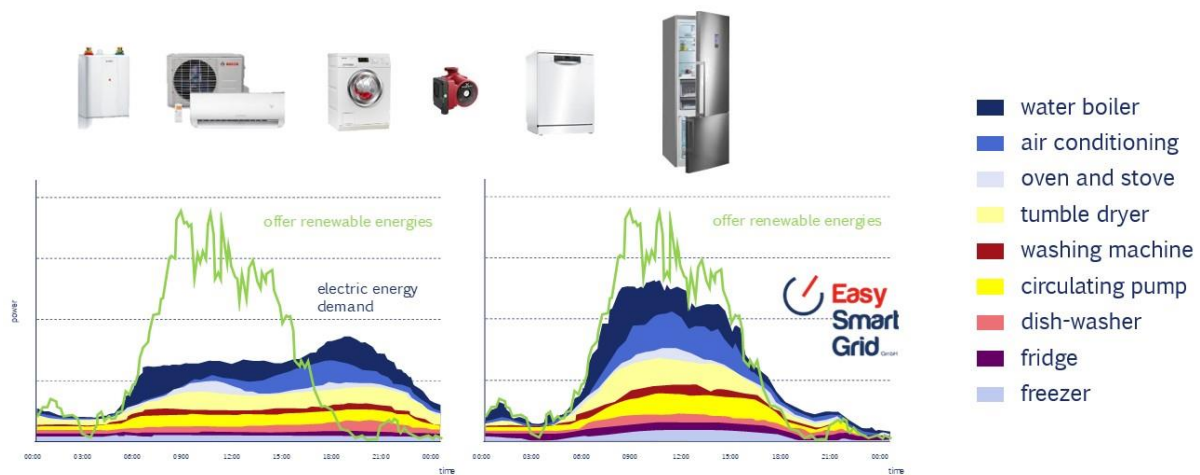 BOSCH
offer renewable energies
electric energy
demand
power
00:00 03:00 06:00 0900 12:00 15:00 18:00 21:00 00:00
time
offer renewable energies
Easy
Smart
Grid GmbH
00:00 03:00 06:00 0900 12:00 15:00 18:00 21:00 00:00
time
water boiler
air conditioning
oven and stove
tumble dryer
washing machine
circulating pump
dish-washer
fridge
freezer